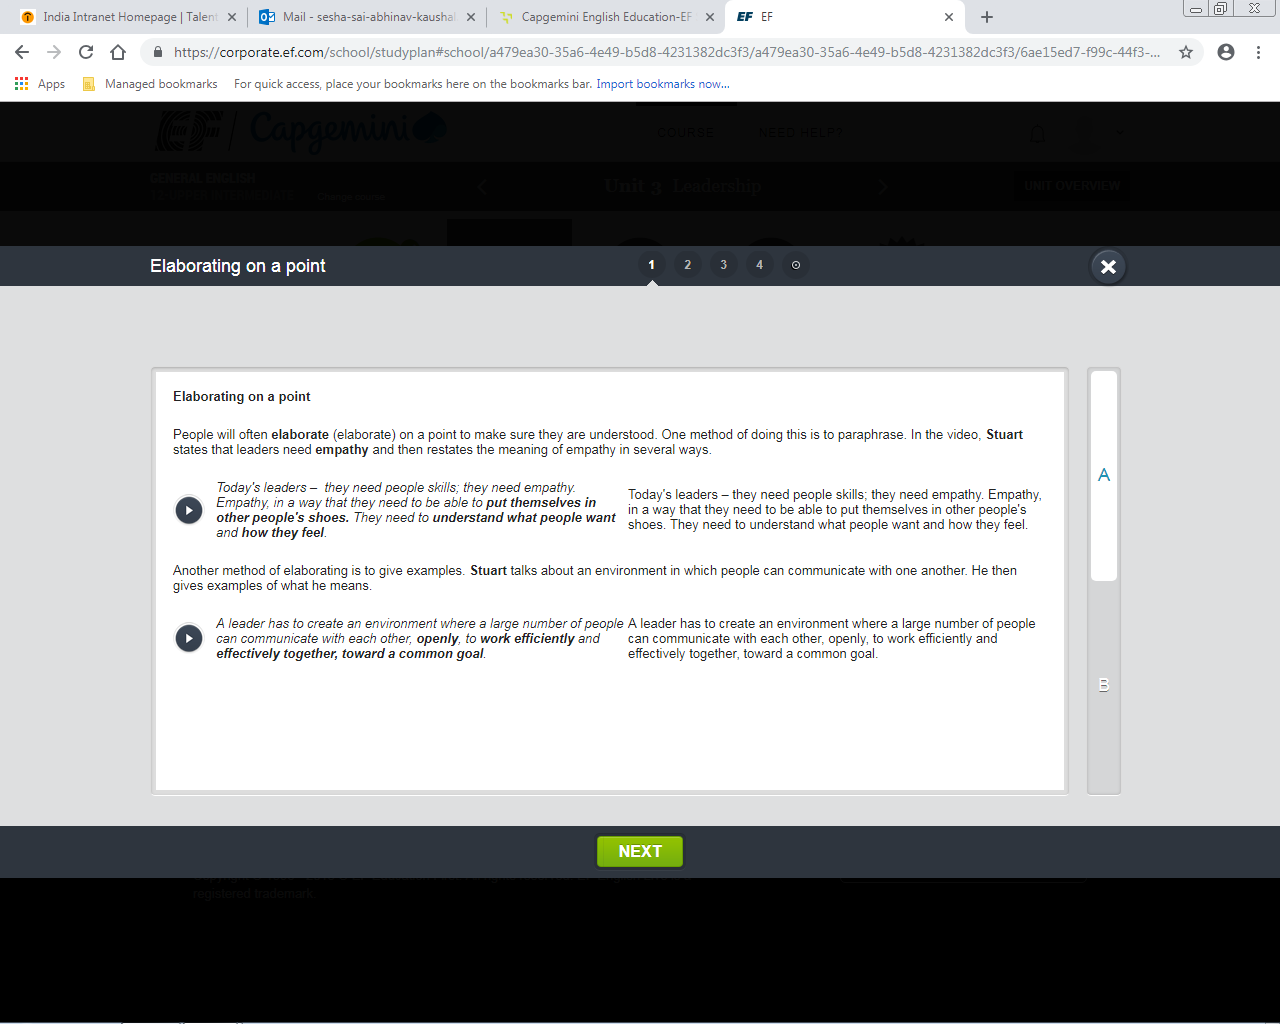 India Intranet Homepage | Talent
Mail - sesha-sai-abhinav-kaushal.
Capgemini English Education-EF
EF EF
https://corporate.ef.com/school/studyplan#school/a479ea30-35a6-4e49-b5d8-4231382dc3f3/a479ea30-35a6-4e49-b5d8-4231382dc3f3/6ae15ed7-f99c-44f3-...
Apps Managed bookmarks For quick access, place your bookmarks here on the bookmarks bar. Import bookmarks now...
EF Capgemini COURSE NEED HELP?
GENERAL ENGLISH
Change course
Unit 3 Leadership
UNIT OVERVIEW
Elaborating on a point 1 2 3 4
Elaborating on a point
People will often elaborate (elaborate) on a point to make sure they are understood. One method of doing this is to paraphrase. In the video, Stuart
states that leaders need empathy and then restates the meaning of empathy in several ways.
Today's leaders – they need people skills; they need empathy.
Empathy, in a way that they need to be able to put themselves in
other people's shoes. They need to understand what people want
and how they feel.
Today's leaders – they need people skills; they need empathy. Empathy,
in a way that they need to be able to put themselves in other people's
shoes. They need to understand what people want and how they feel.
Another method of elaborating is to give examples. Stuart talks about an environment in which people can communicate with one another. He then
gives examples of what he means.
A leader has to create an environment where a large number of people
can communicate with each other, openly, to work efficiently and
effectively together, toward a common goal.
A leader has to create an environment where a large number of people
can communicate with each other, openly, to work efficiently and
effectively together, toward a common goal.
A
B
NEXT
registered trademark